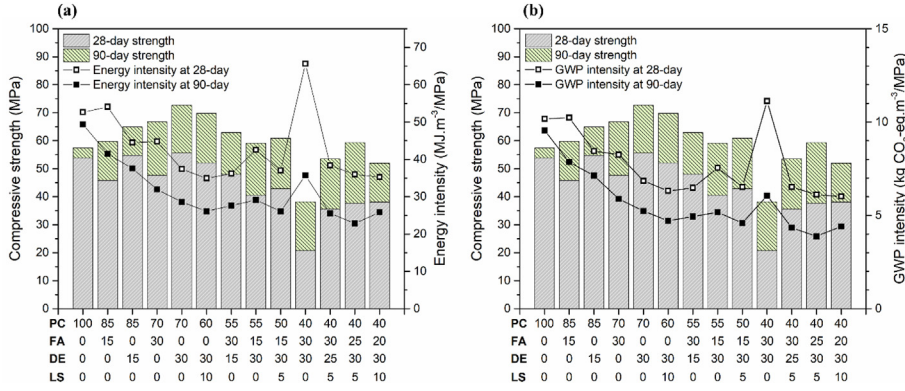 (a)
100
90
80
70
60
50
40
30
20
10
0
Compressive strength (MPa)
28-day strength
90-day strength
Energy intensity at 28-day
Energy intensity at 90-day
70
60
50
40
30
20
10
0
Energy intensity (MJ.m⁻³/MPa)
PC 100 85 85 70 70 60 55 55 50 40 40 40 40
FA 0 15 0 30 0 0 30 15 15 30 30 25 20
DE 0 0 15 0 30 30 15 30 30 30 25 30 30
LS 0 0 0 0 0 10 0 0 5 0 5 5 10
(b)
100
90
80
70
60
50
40
30
20
10
0
Compressive strength (MPa)
28-day strength
90-day strength
GWP intensity at 28-day
GWP intensity at 90-day
15
10
5
0
GWP intensity (kg CO₂-eq.m⁻³/MPa)
PC 100 85 85 70 70 60 55 55 50 40 40 40 40
FA 0 15 0 30 0 0 30 15 15 30 30 25 20
DE 0 0 15 0 30 30 15 30 30 30 25 30 30
LS 0 0 0 0 0 10 0 0 5 0 5 5 10